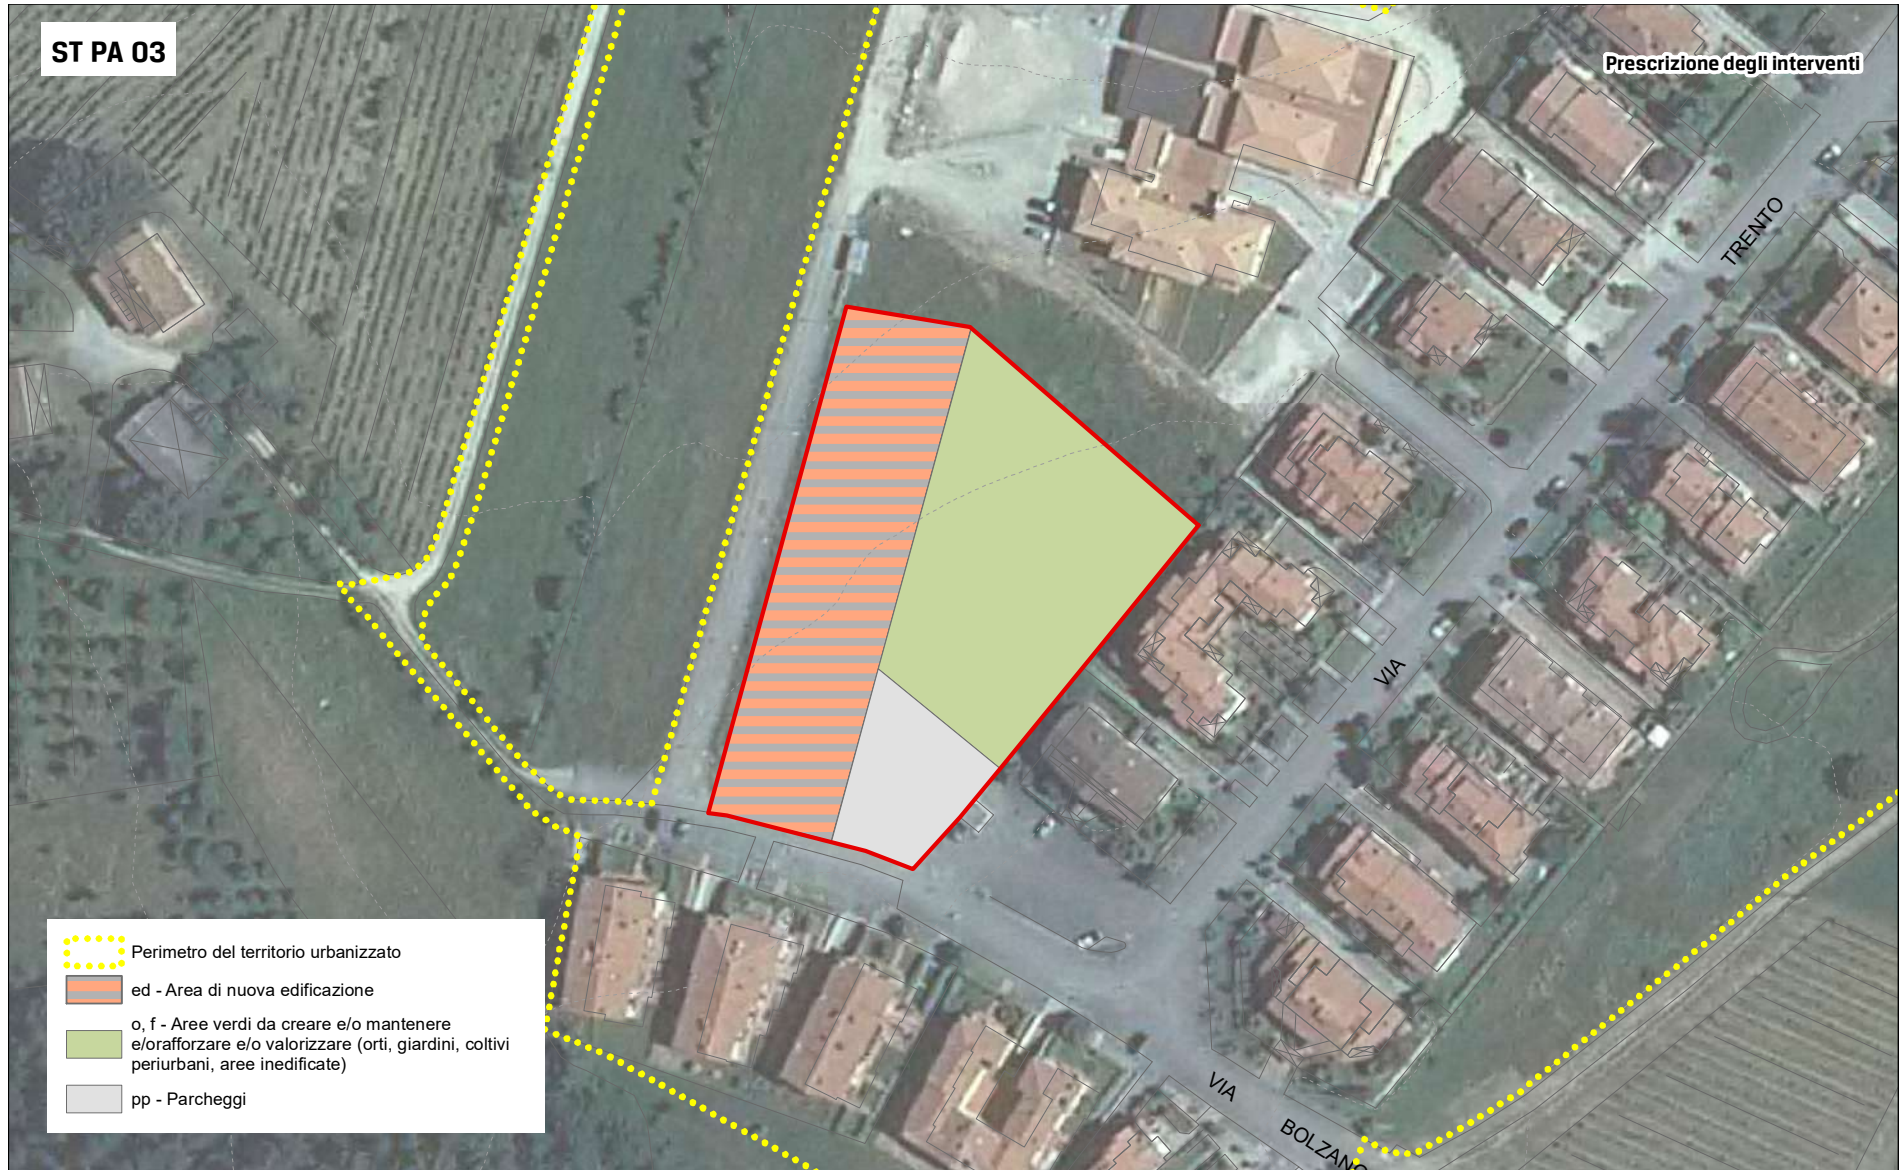 ST PA 03
Prescrizione degli interventi
TRENTO
VIA
VIA
BOLZANO
Perimetro del territorio urbanizzato
ed - Area di nuova edificazione
o, f - Aree verdi da creare e/o mantenere
e/orafforzare e/o valorizzare (orti, giardini, coltivi
periurbani, aree inedificate)
pp - Parcheggi